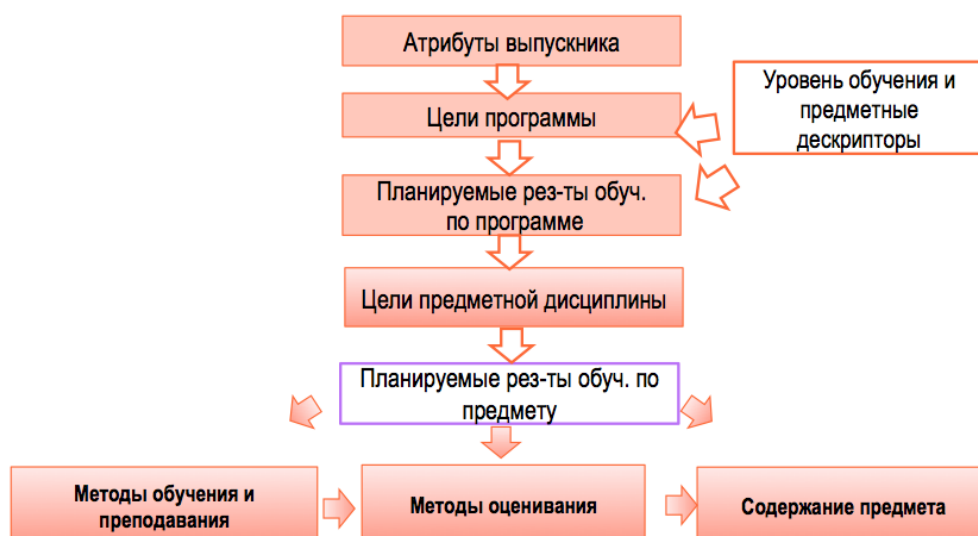 Атрибуты выпускника
Уровень обучения и
предметные
дескрипторы
Цели программы
Планируемые рез-ты обуч.
по программе
Цели предметной дисциплины
Планируемые рез-ты обуч. по
предмету
Методы обучения и
преподавания
Методы оценивания
Содержание предмета